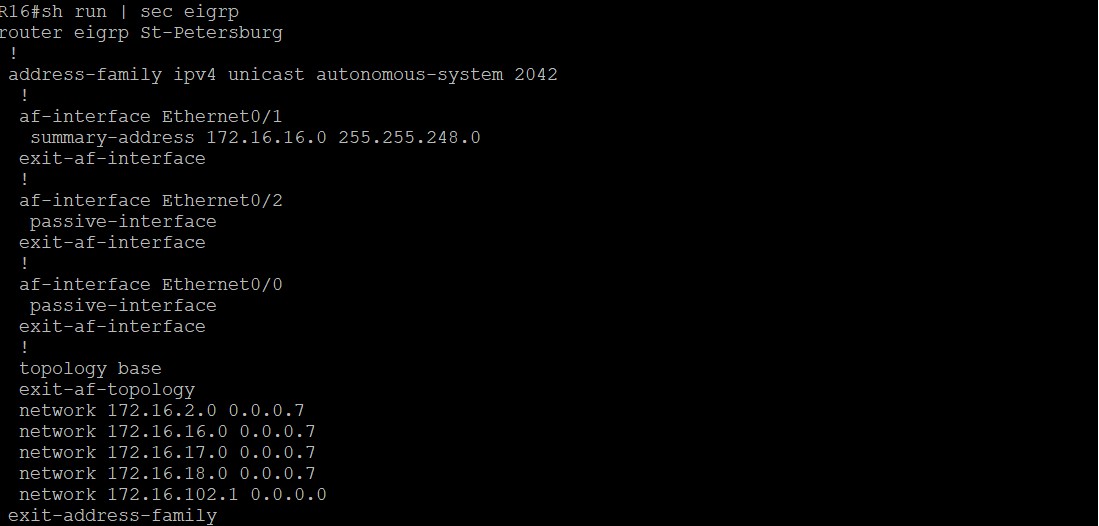 R16#sh run | sec eigrp
router eigrp St-Petersburg
 !
 address-family ipv4 unicast autonomous-system 2042
  !
  af-interface Ethernet0/1
   summary-address 172.16.16.0 255.255.248.0
  exit-af-interface
  !
  af-interface Ethernet0/2
   passive-interface
  exit-af-interface
  !
  af-interface Ethernet0/0
   passive-interface
  exit-af-interface
  !
  topology base
  exit-af-topology
  network 172.16.2.0 0.0.0.7
  network 172.16.16.0 0.0.0.7
  network 172.16.17.0 0.0.0.7
  network 172.16.18.0 0.0.0.7
  network 172.16.102.1 0.0.0.0
 exit-address-family